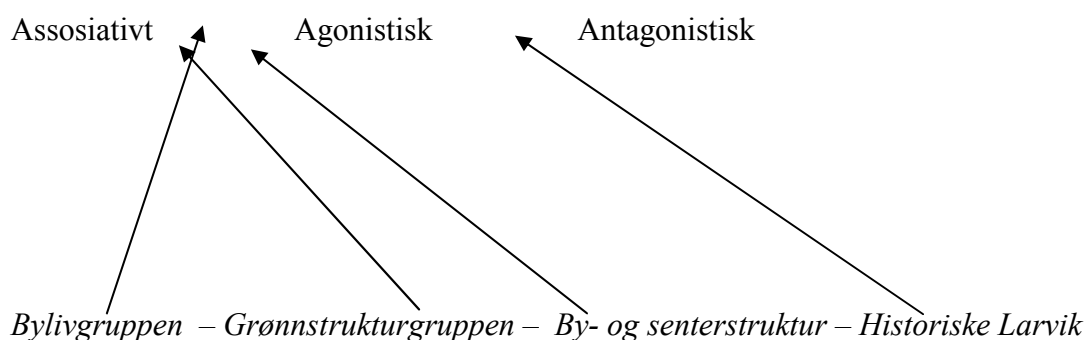 Assosiativt Agonistisk Antagonistisk
Bylivgruppen – Grønnstrukturgruppen – By- og senterstruktur – Historiske Larvik